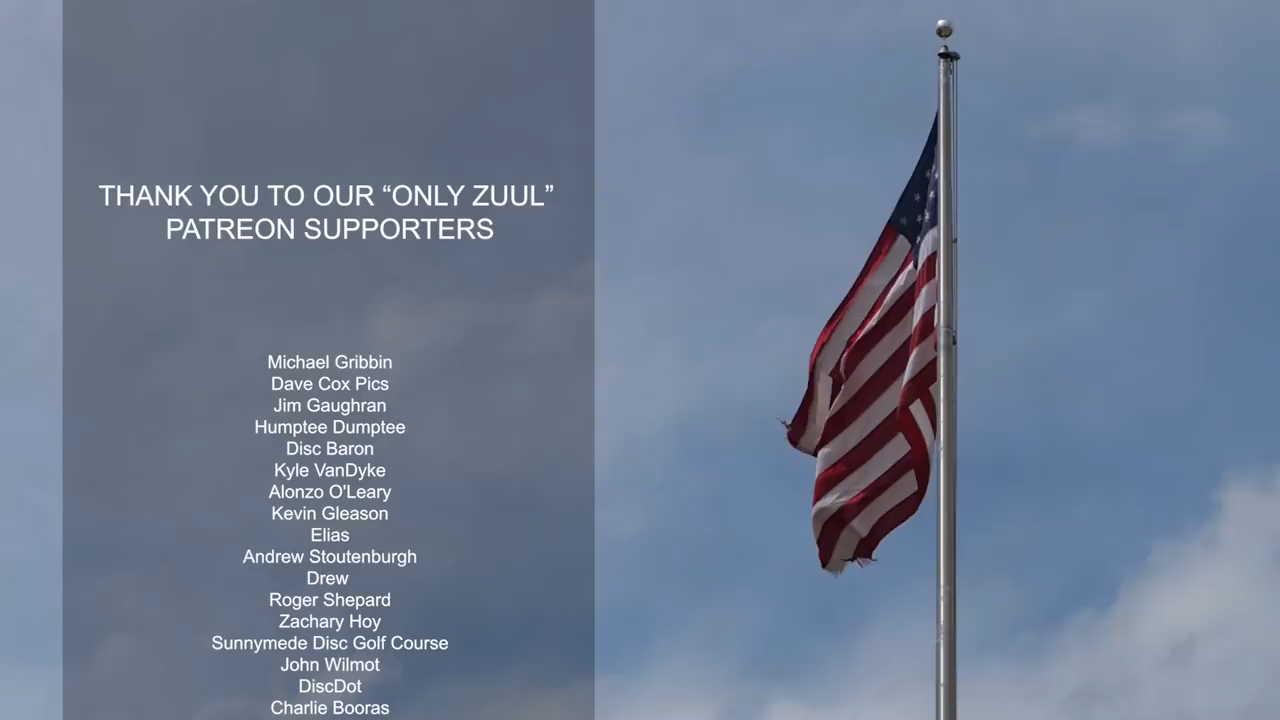 THANK YOU TO OUR “ONLY ZUUL”
PATREON SUPPORTERS
Michael Gribbin
Dave Cox Pics
Jim Gaughran
Humptee Dumptee
Disc Baron
Kyle VanDyke
Alonzo O'Leary
Kevin Gleason
Elias
Andrew Stoutenburgh
Drew
Roger Shepard
Zachary Hoy
Sunnymede Disc Golf Course
John Wilmot
DiscDot
Charlie Booras